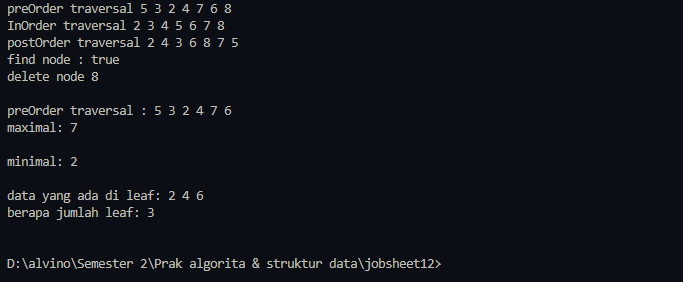 preOrder traversal 5 3 2 4 7 6 8
InOrder traversal 2 3 4 5 6 7 8
postOrder traversal 2 4 3 6 8 7 5
find node : true
delete node 8
preOrder traversal : 5 3 2 4 7 6
maximal: 7
minimal: 2
data yang ada di leaf: 2 4 6
berapa jumlah leaf: 3
D:\alvino\Semester 2\Prak algorita & struktur data\jobsheet12>